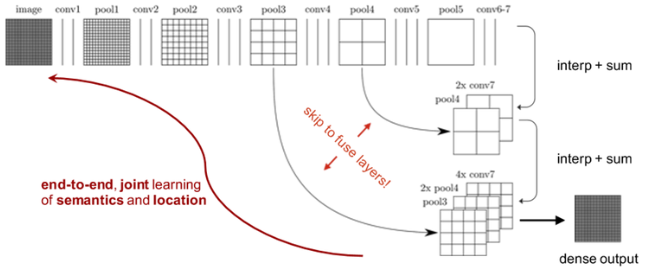 image conv1 pool1 conv2 pool2 conv3 pool3 conv4 pool4 conv5 pool5 conv6-7
interp + sum
2x conv7
pool4
skip to fuse layers!
interp + sum
4x conv7
end-to-end, joint learning
of semantics and location
2x pool4
pool3
dense output